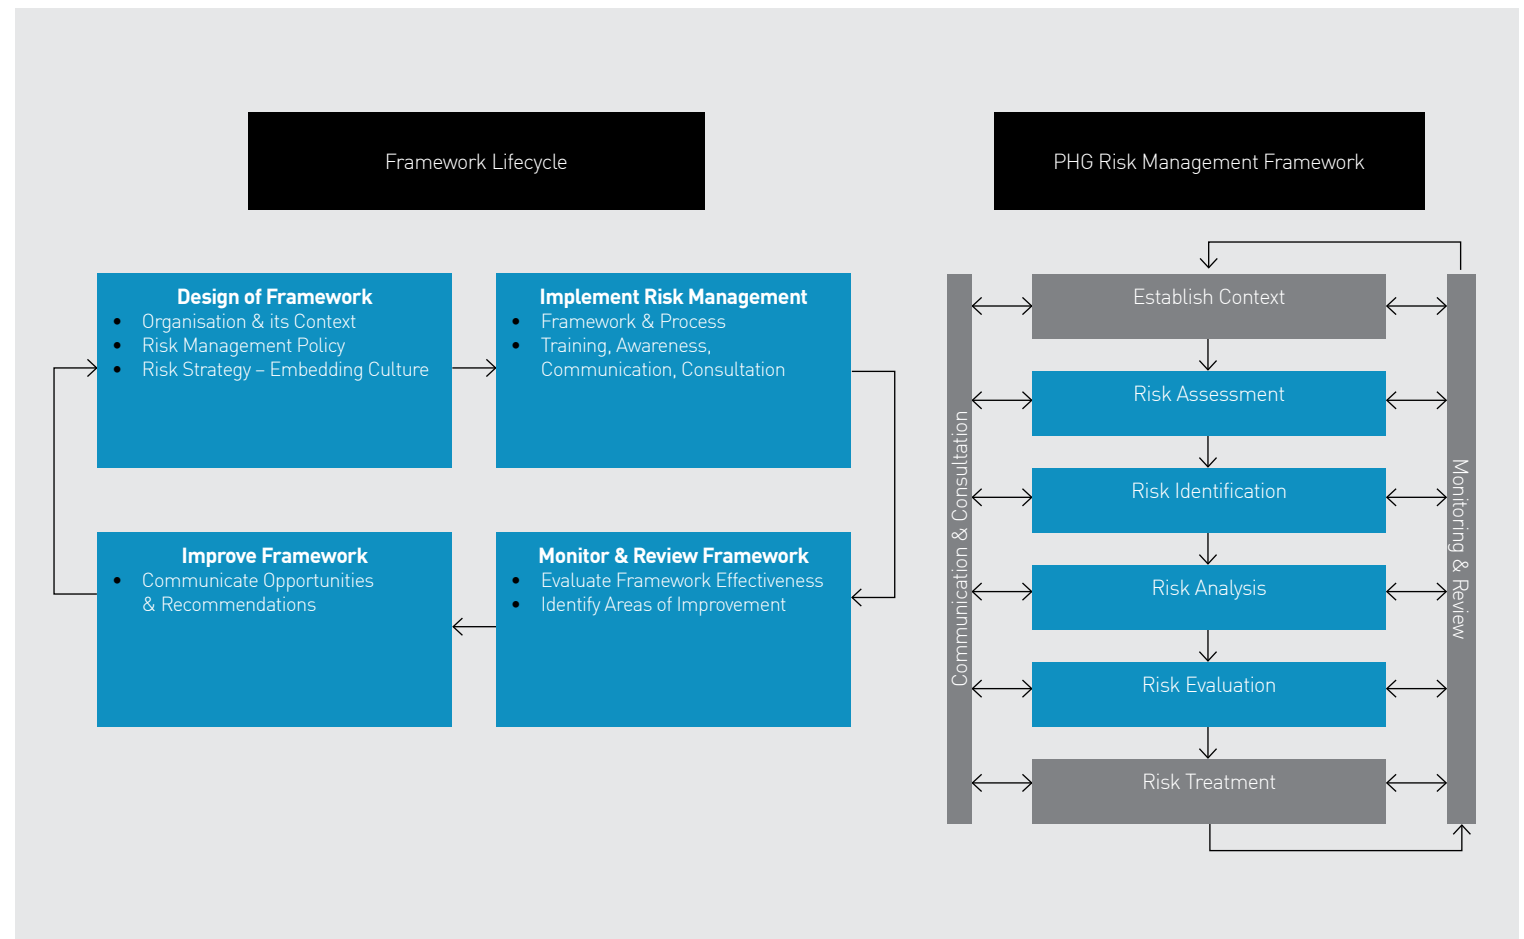 Framework Lifecycle
PHG Risk Management Framework
Design of Framework
• Organisation & its Context
• Risk Management Policy
• Risk Strategy – Embedding Culture
Implement Risk Management
• Framework & Process
• Training, Awareness,
Communication, Consultation
Improve Framework
• Communicate Opportunities
& Recommendations
Monitor & Review Framework
• Evaluate Framework Effectiveness
• Identify Areas of Improvement
Communication & Consultation
Establish Context
Risk Assessment
Risk Identification
Risk Analysis
Risk Evaluation
Risk Treatment
Monitoring & Review